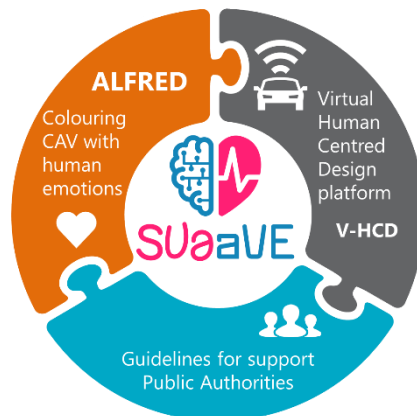 ALFRED
Colouring
CAV with
human
emotions
Virtual
Human
Centred
Design
platform
V-HCD
SUaaVE
Guidelines for support
Public Authorities